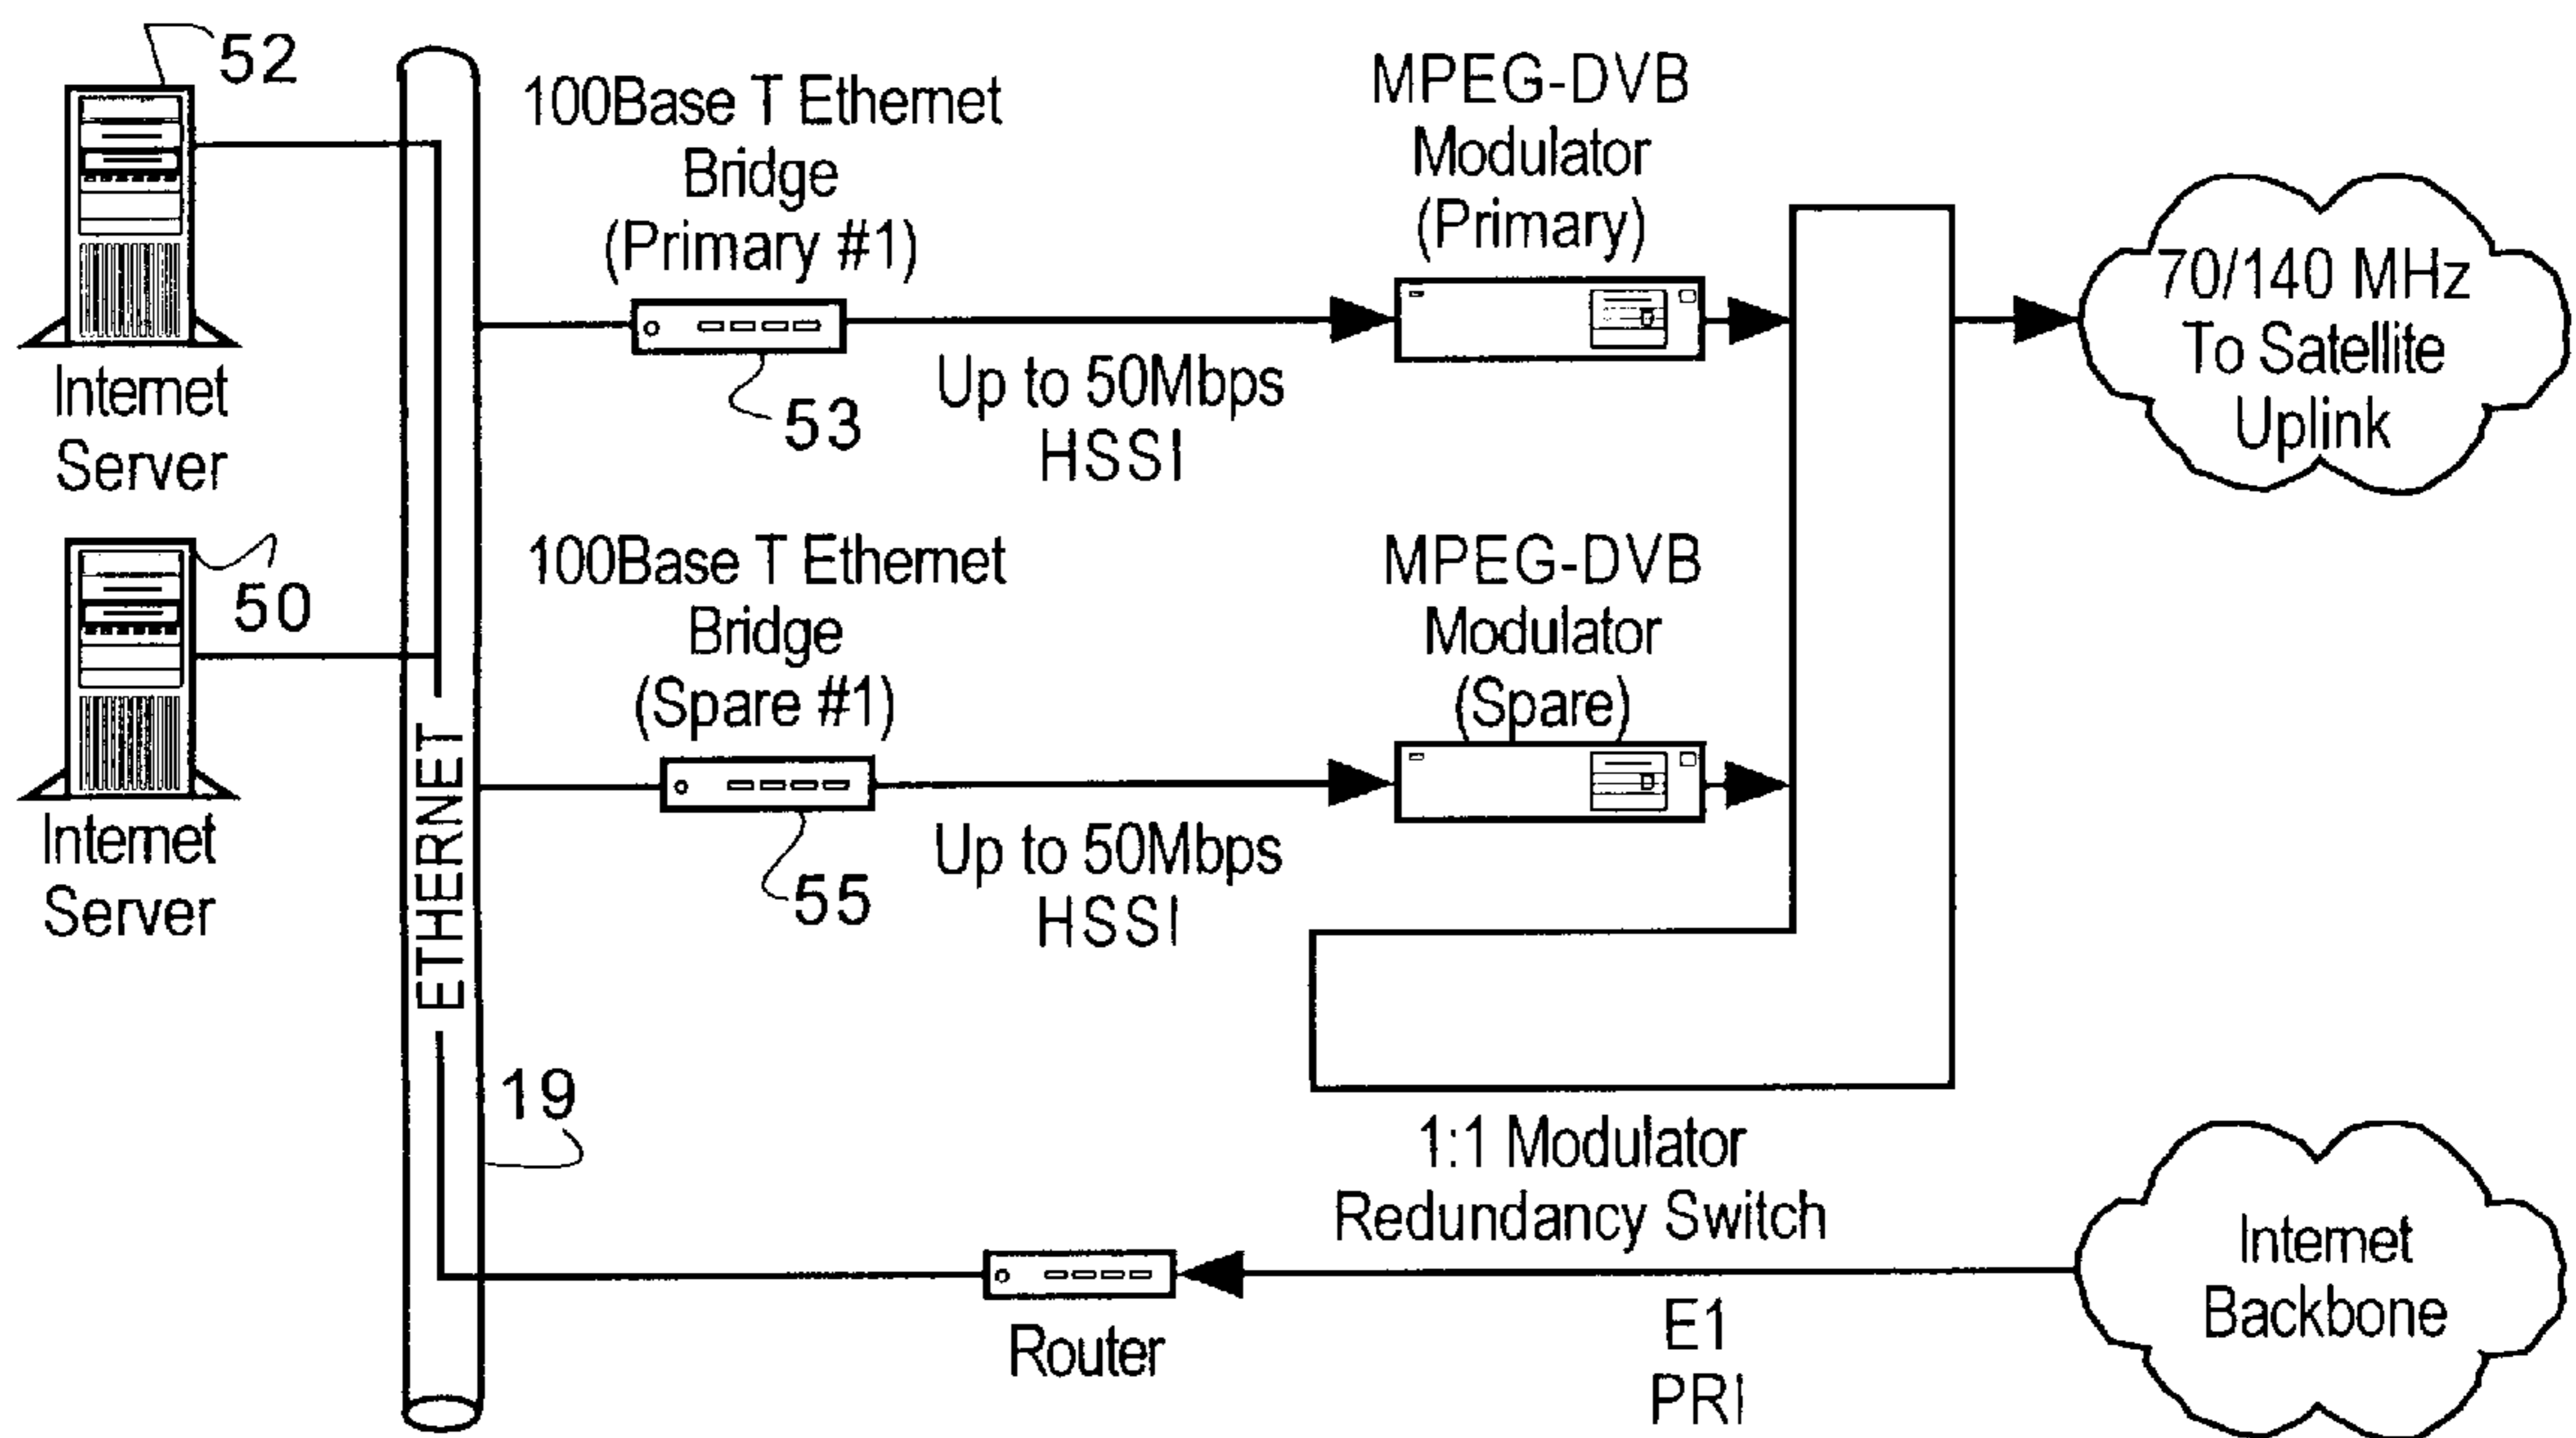 52
Internet
Server
50
Internet
Server
ETHERNET
19
100Base T Ethernet
Bridge
(Primary #1)
53
Up to 50Mbps
HSSI
MPEG-DVB
Modulator
(Primary)
70/140 MHz
To Satellite
Uplink
100Base T Ethernet
Bridge
(Spare #1)
55
Up to 50Mbps
HSSI
MPEG-DVB
Modulator
(Spare)
1:1 Modulator
Redundancy Switch
Router
E1
PRI
Internet
Backbone